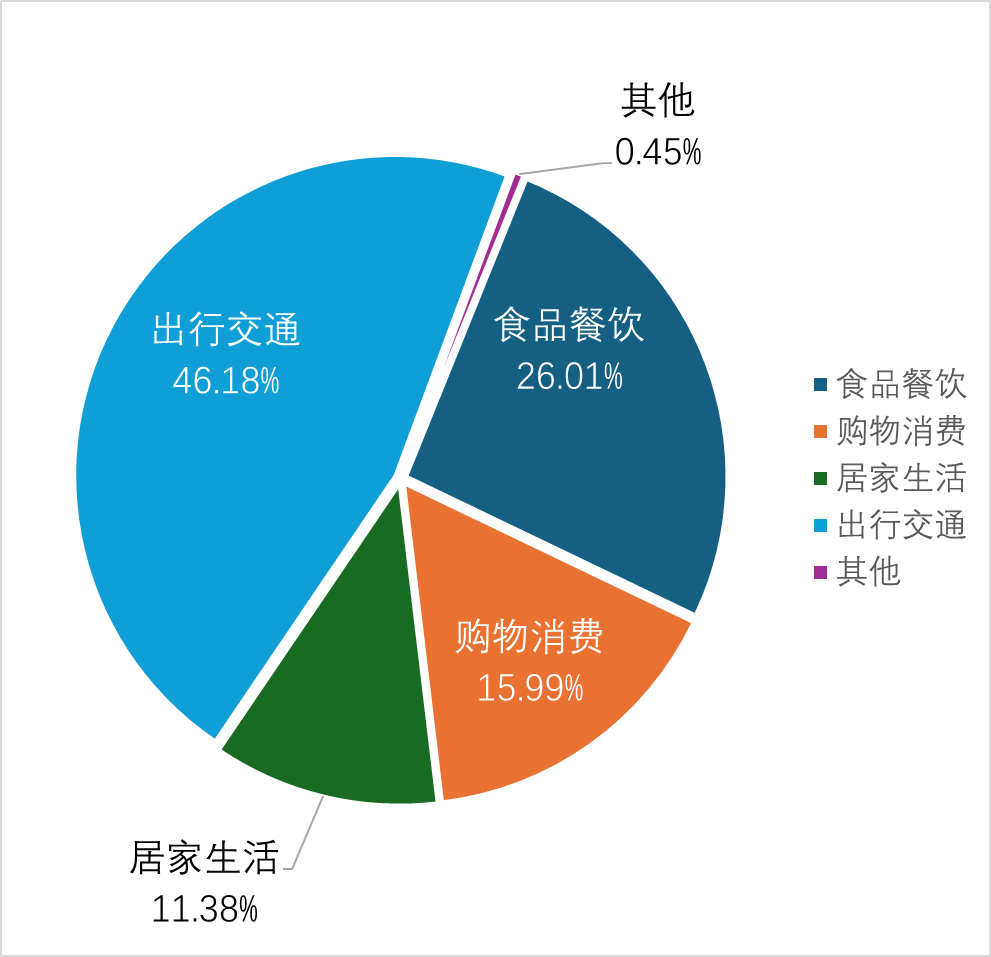 其他
0.45%
出行交通
46.18%
食品餐饮
26.01%
购物消费
15.99%
居家生活
11.38%
食品餐饮
购物消费
居家生活
出行交通
其他